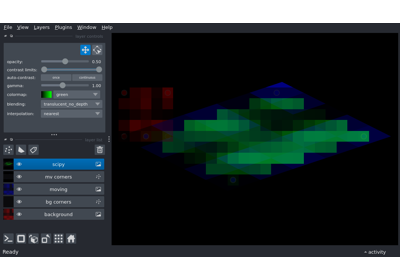 File View Layers Plugins Window Help
opacity: 0.50
contrast limits:
auto-contrast: once continuous
gamma: 1.00
colormap: green
blending: translucent_no_depth
interpolation: nearest
scipy
mv corners
moving
bg corners
background
Ready
activity